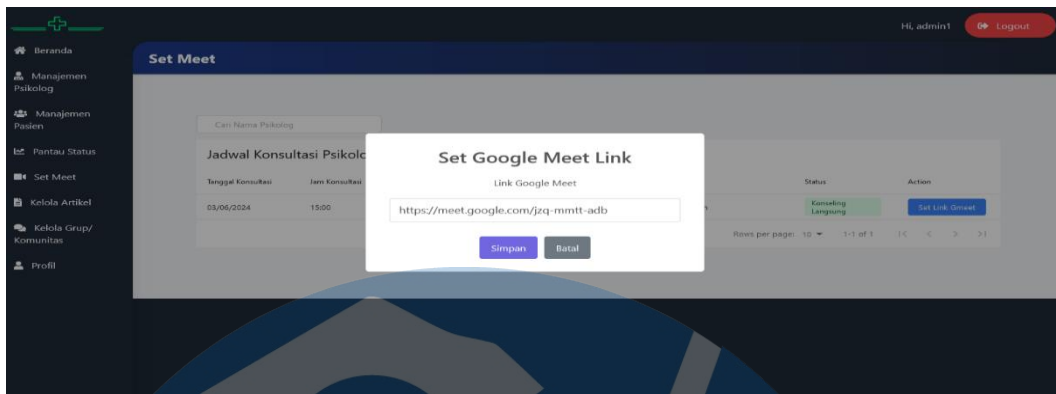 Hi, admin1
Logout
Beranda
Manajemen
Psikolog
Manajemen
Pasien
Pantau Status
Set Meet
Kelola Artikel
Kelola Grup/
Komunitas
Profil
Set Meet
Cari Nama Psikolog
Jadwal Konsultasi Psikolo
Tanggal Konsultasi
Jam Konsultasi
Status
Action
03/06/2024
15:00
Konseling
Langsung
Set Link Gmeet
Rows per page: 10
1-1 of 1
Set Google Meet Link
Link Google Meet
https://meet.google.com/jzq-mmtt-adb
Simpan
Batal